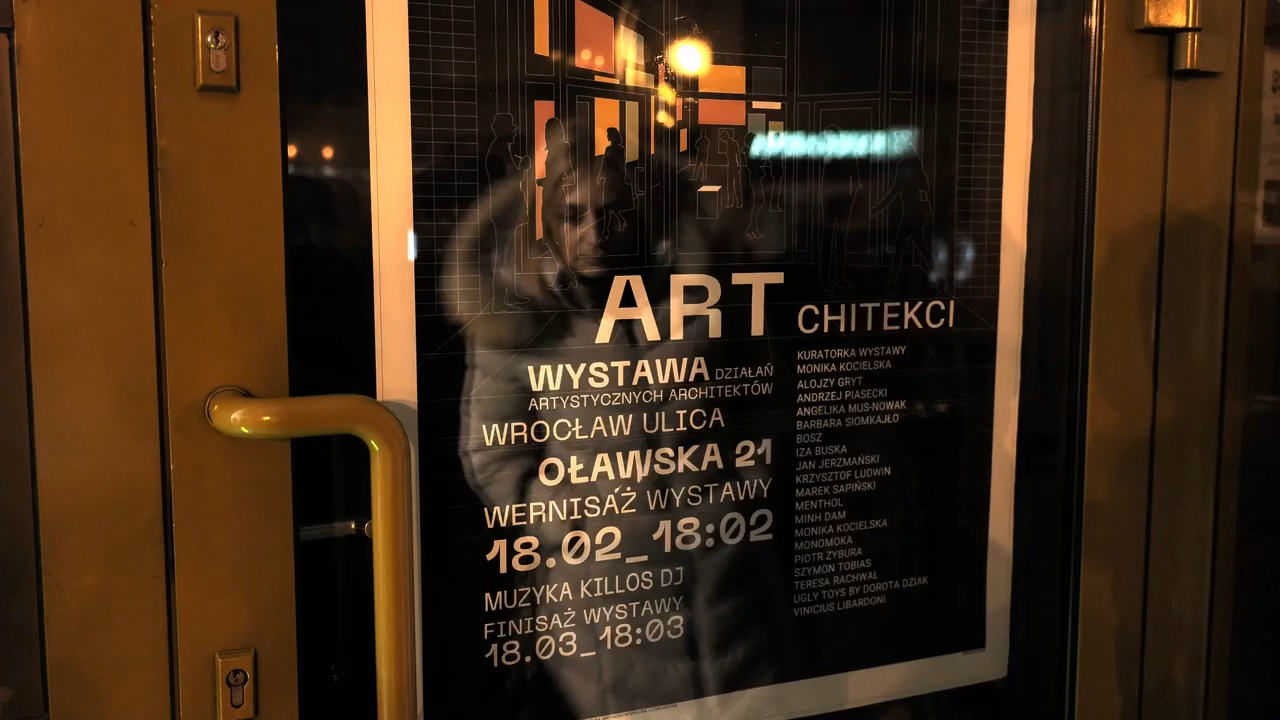 ART CHITEKCI
WYSTAWA DZIAŁAŃ
ARTYSTYCZNYCH ARCHITEKTÓW
WROCŁAW ULICA
OŁAWSKA 21
WERNISAŻ WYSTAWY
18.02_18:02
MUZYKA KILLOS DJ
FINISAŻ WYSTAWY
18.03_18:03
KURATORKA WYSTAWY
MONIKA KOCIELSKA
ALOJZY GRYT
ANDRZEJ PIASECKI
ANGELIKA MUS-NOWAK
BARBARA SIOMKAJŁO
BOSZ
IZA BUSKA
JAN JERZMAŃSKI
KRZYSZTOF LUDWIN
MAREK SAPIŃSKI
MENTHOL
MINH DAM
MONIKA KOCIELSKA
MONOMOKA
PIOTR ZYBURA
SZYMON TOBIAS
TERESA RACHWAŁ
UGLY TOYS BY DOROTA DZIAK
VINICIUS LIBARDONI